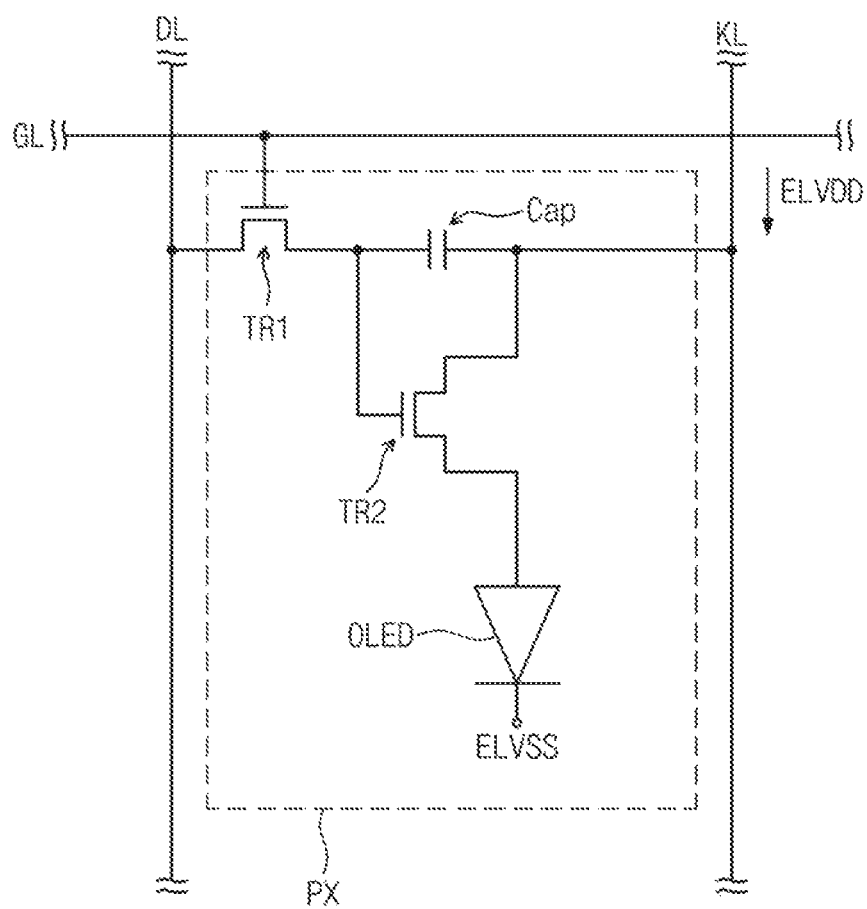 DL
KL
GL
ELVDD
Cap
TR1
TR2
OLED
ELVSS
PX